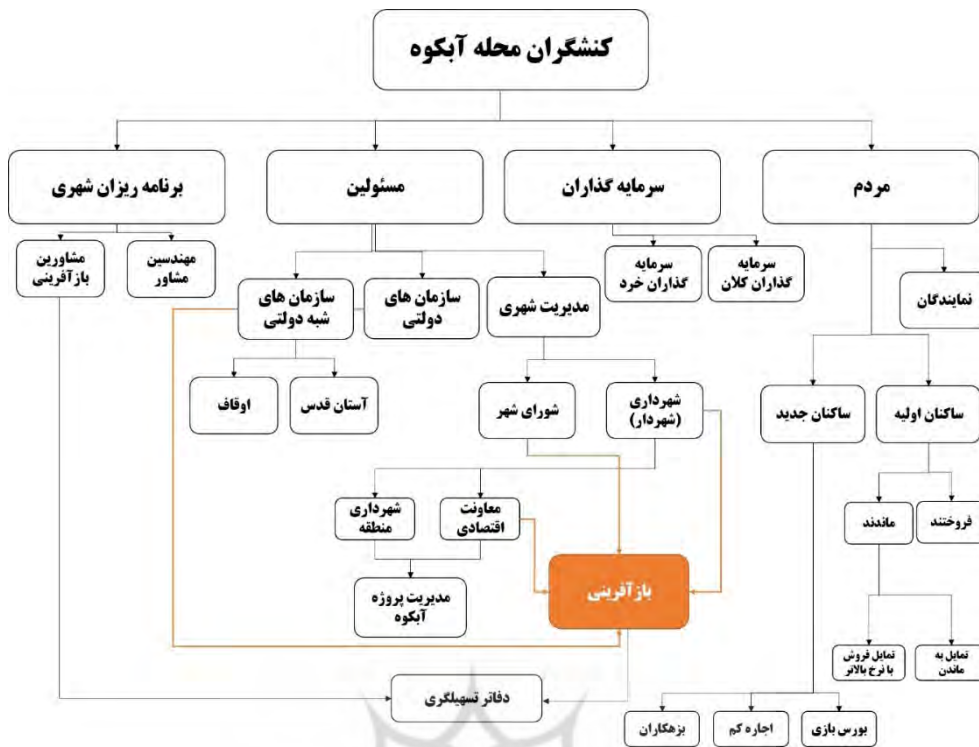 کنشگران محله آبکوه
مردم
سرمایه گذاران
مسئولین
برنامه ریزان شهری
نمایندگان
سرمایه
گذاران کلان
سرمایه
گذاران خرد
مدیریت شهری
سازمان های
دولتی
سازمان های
شبه دولتی
مهندسین
مشاور
مشاورین
بازآفرینی
ساکنان اولیه
ساکنان جدید
شهرداری
(شهردار)
شورای شهر
آستان قدس
اوقاف
فروختند
ماندند
معاونت
اقتصادی
شهرداری
منطقه
بازآفرینی
مدیریت پروژه
آبکوه
تمایل به
ماندن
تمایل فروش
با نرخ بالاتر
دفاتر تسهیلگری
بورس بازی
اجاره کم
بزهکاران